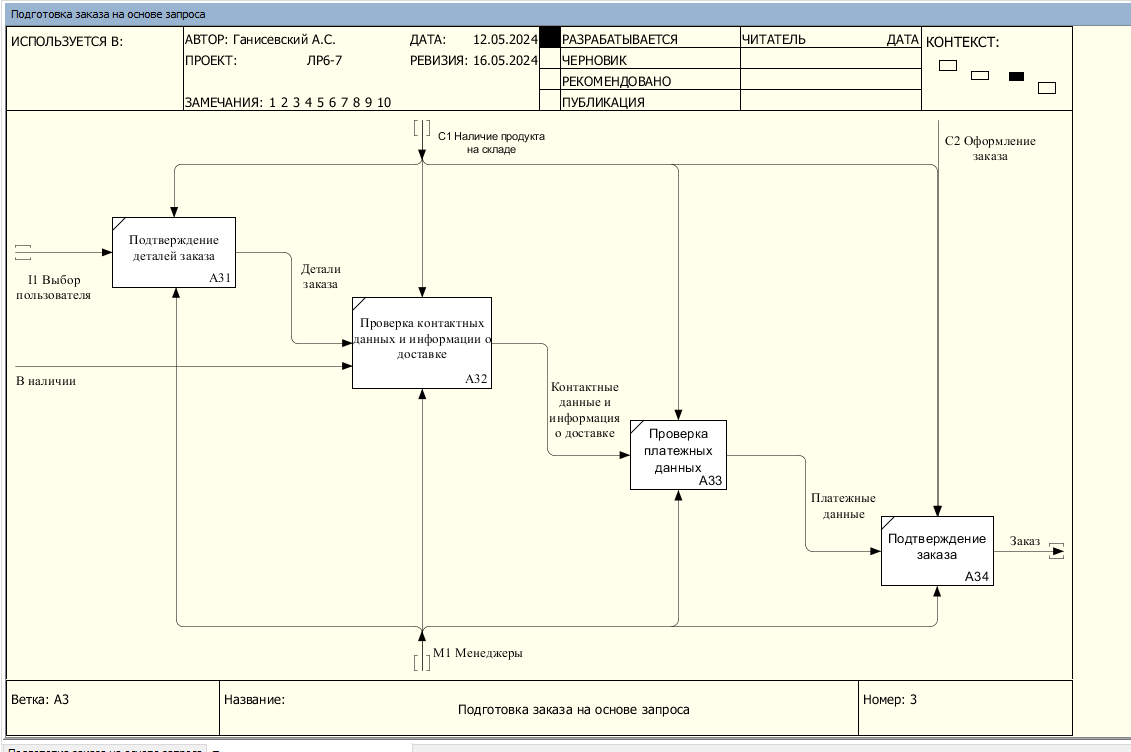 Подготовка заказа на основе запроса
ИСПОЛЬЗУЕТСЯ В:
АВТОР: Ганисевский А.С.
ДАТА: 12.05.2024
ПРОЕКТ: ЛР6-7
РЕВИЗИЯ: 16.05.2024
ЗАМЕЧАНИЯ: 1 2 3 4 5 6 7 8 9 10
РАЗРАБАТЫВАЕТСЯ
ЧЕРНОВИК
РЕКОМЕНДОВАНО
ПУБЛИКАЦИЯ
ЧИТАТЕЛЬ
ДАТА
КОНТЕКСТ:
C1 Наличие продукта
на складе
C2 Оформление
заказа
Подтверждение
деталей заказа
A31
I1 Выбор
пользователя
Детали
заказа
Проверка контактных
данных и информации о
доставке
A32
В наличии
Контактные
данные и
информация
о доставке
Проверка
платежных
данных
A33
Платежные
данные
Подтверждение
заказа
A34
Заказ
M1 Менеджеры
Ветка: A3
Название:
Подготовка заказа на основе запроса
Номер: 3